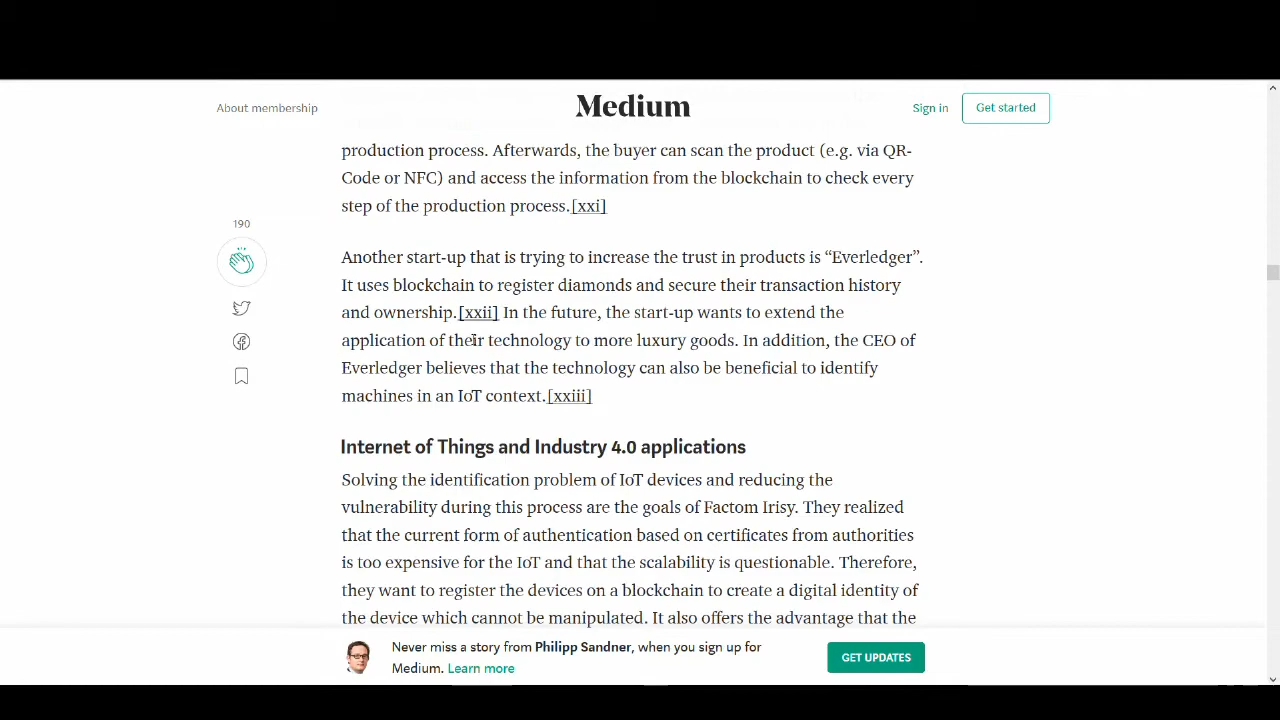 About membership
Medium
Sign in
Get started
production process. Afterwards, the buyer can scan the product (e.g. via QR-
Code or NFC) and access the information from the blockchain to check every
step of the production process.[xxi]
190
Another start-up that is trying to increase the trust in products is “Everledger”.
It uses blockchain to register diamonds and secure their transaction history
and ownership.[xxii] In the future, the start-up wants to extend the
application of their technology to more luxury goods. In addition, the CEO of
Everledger believes that the technology can also be beneficial to identify
machines in an IoT context.[xxiii]
Internet of Things and Industry 4.0 applications
Solving the identification problem of IoT devices and reducing the
vulnerability during this process are the goals of Factom Irisy. They realized
that the current form of authentication based on certificates from authorities
is too expensive for the IoT and that the scalability is questionable. Therefore,
they want to register the devices on a blockchain to create a digital identity of
the device which cannot be manipulated. It also offers the advantage that the
Never miss a story from Philipp Sandner, when you sign up for
Medium. Learn more
GET UPDATES